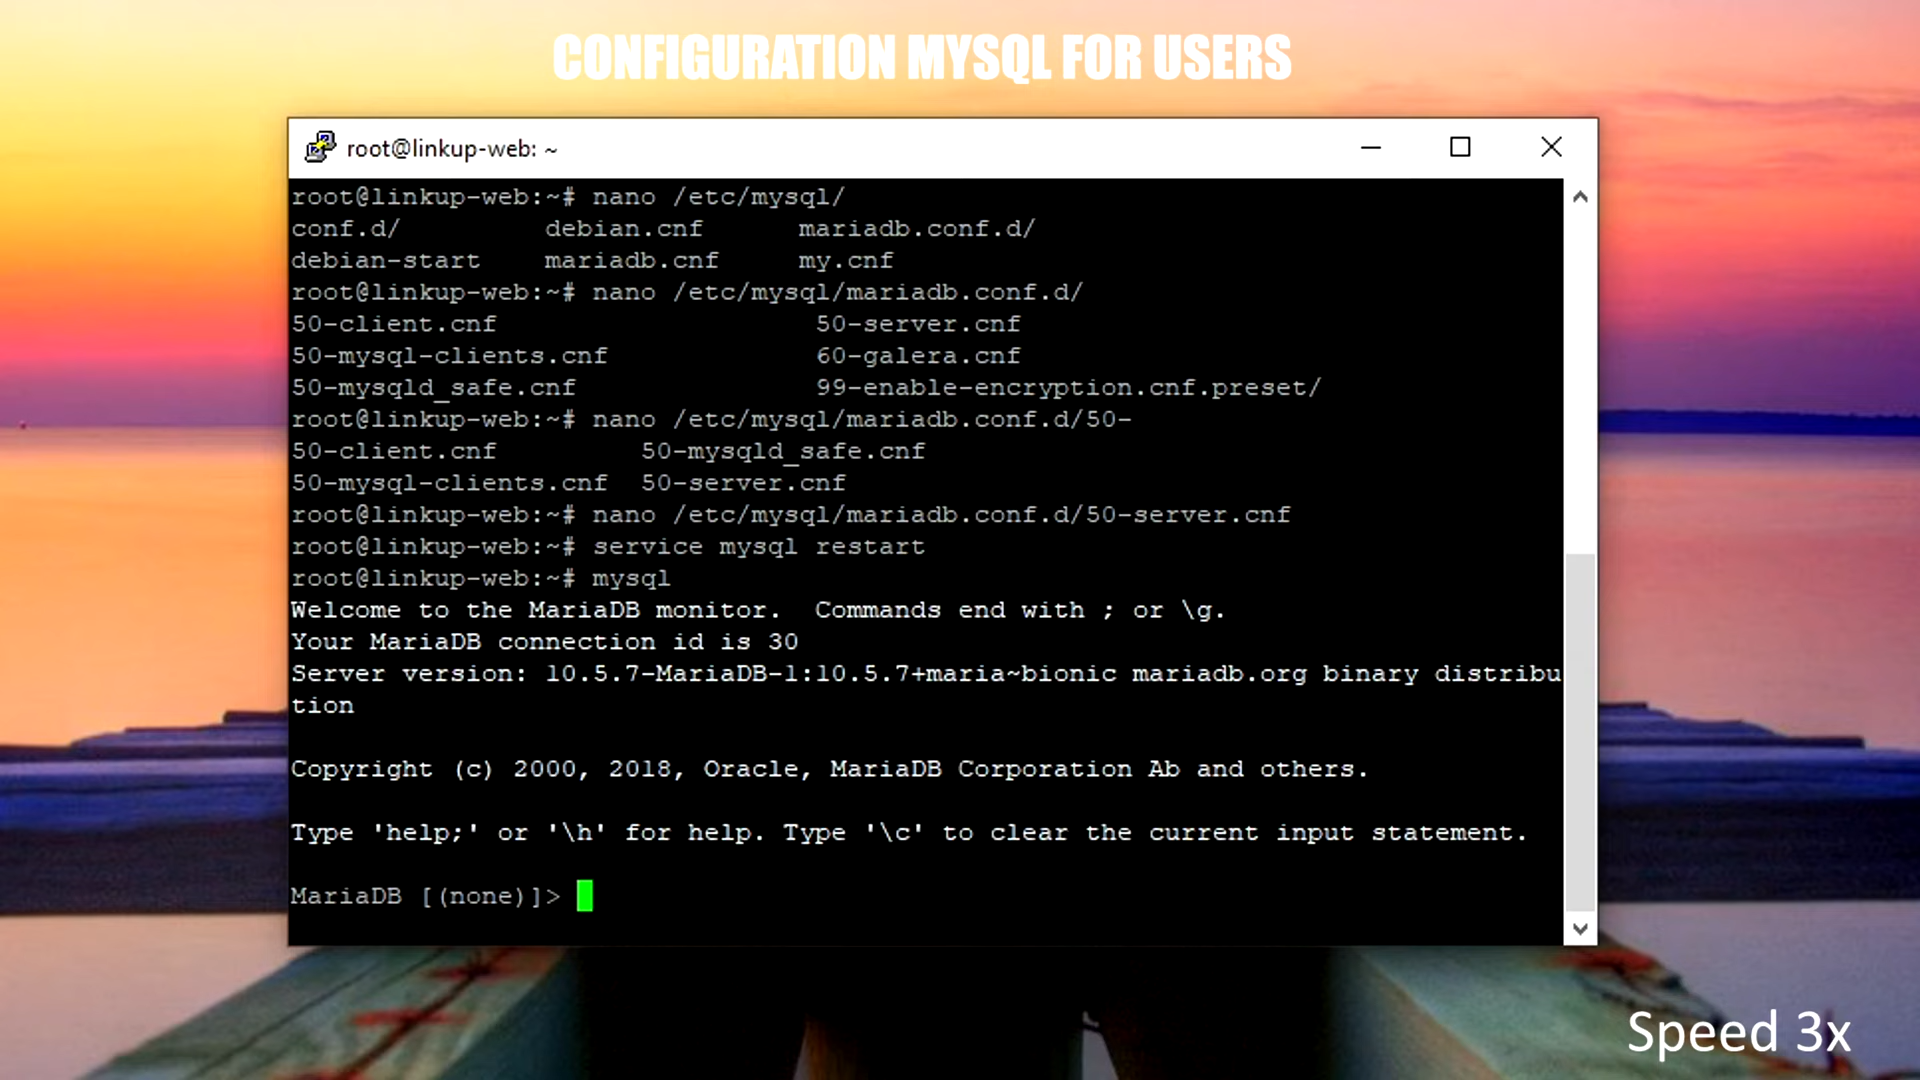 CONFIGURATION MYSQL FOR USERS
root@linkup-web: ~
root@linkup-web:~# nano /etc/mysql/
conf.d/ debian.cnf mariadb.conf.d/
debian-start mariadb.cnf my.cnf
root@linkup-web:~# nano /etc/mysql/mariadb.conf.d/
50-client.cnf 50-server.cnf
50-mysql-clients.cnf 60-galera.cnf
50-mysqld_safe.cnf 99-enable-encryption.cnf.preset/
root@linkup-web:~# nano /etc/mysql/mariadb.conf.d/50-
50-client.cnf 50-mysqld_safe.cnf
50-mysql-clients.cnf 50-server.cnf
root@linkup-web:~# nano /etc/mysql/mariadb.conf.d/50-server.cnf
root@linkup-web:~# service mysql restart
root@linkup-web:~# mysql
Welcome to the MariaDB monitor.  Commands end with ; or \g.
Your MariaDB connection id is 30
Server version: 10.5.7-MariaDB-1:10.5.7+maria~bionic mariadb.org binary distribu
tion
Copyright (c) 2000, 2018, Oracle, MariaDB Corporation Ab and others.
Type 'help;' or '\h' for help. Type '\c' to clear the current input statement.
MariaDB [(none)]>
Speed 3x